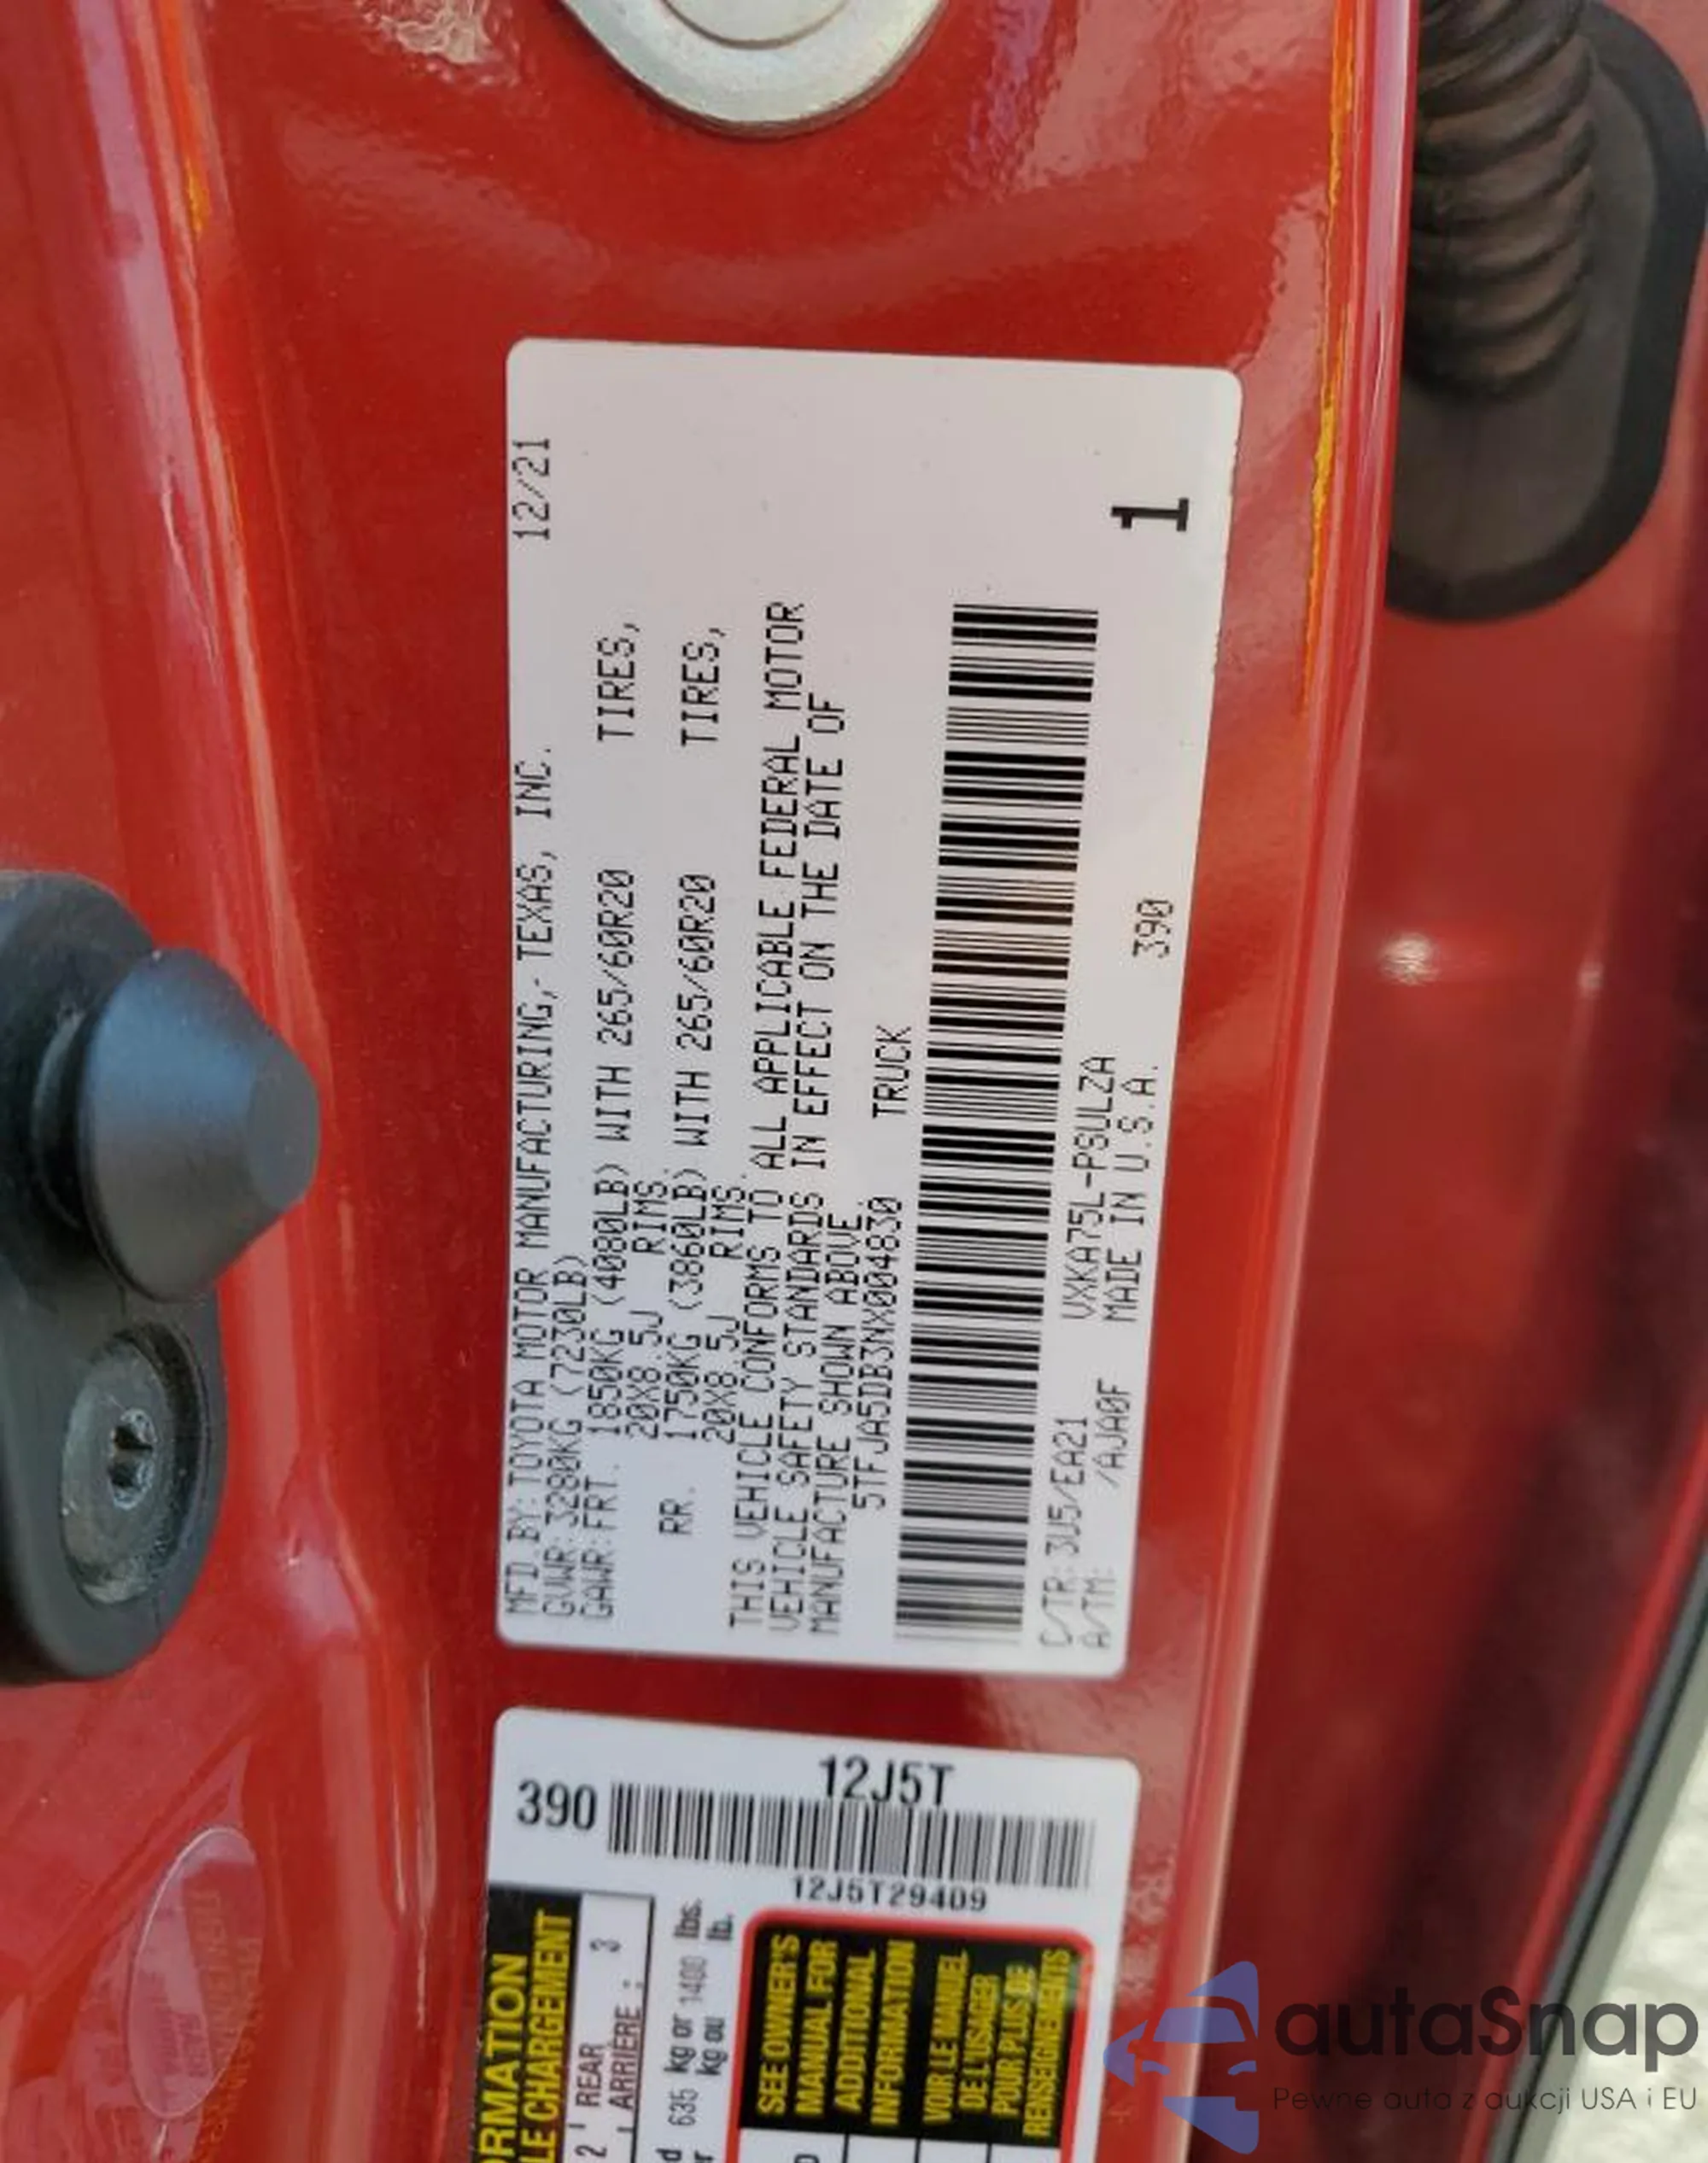 MFD BY: TOYOTA MOTOR MANUFACTURING, TEXAS, INC. 12/21
GVWR: 3280KG (7230LB)
GAWR: FRT. 1850KG (4080LB) WITH 265/60R20 TIRES,
20X8.5J RIMS.
RR. 1750KG (3860LB) WITH 265/60R20 TIRES,
20X8.5J RIMS.
THIS VEHICLE CONFORMS TO ALL APPLICABLE FEDERAL MOTOR
VEHICLE SAFETY STANDARDS IN EFFECT ON THE DATE OF
MANUFACTURE SHOWN ABOVE.
5TFJA5DB3NX004830 TRUCK
C/TR: 3U5/EA21 VXKA75L-PSULZA
A/TM: /AJA0F MADE IN U.S.A. 390
1
390
12J5T
12J5T294D9
ORMATION
LE CHARGEMENT
2 REAR
ARRIÈRE : 3
635 kg or 1400 lbs.
kg ou lb.
SEE OWNER'S
MANUAL FOR
ADDITIONAL
INFORMATION
VOIR LE MANUEL
DE L'USAGER
POUR PLUS DE
RENSEIGNEMENTS
autaSnap
Pewne auta z aukcji USA i EU